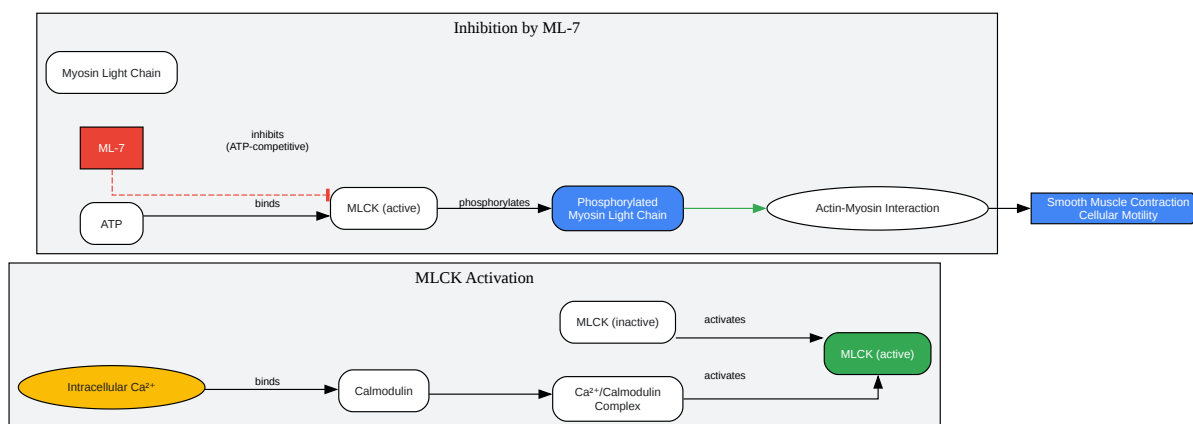 Inhibition by ML-7
Myosin Light Chain
ML-7
inhibits
(ATP-competitive)
ATP
binds
MLCK (active)
phosphorylates
Phosphorylated
Myosin Light Chain
Actin-Myosin Interaction
Smooth Muscle Contraction
Cellular Motility
MLCK Activation
MLCK (inactive)
activates
MLCK (active)
Intracellular Ca²⁺
binds
Calmodulin
Ca²⁺/Calmodulin
Complex
activates